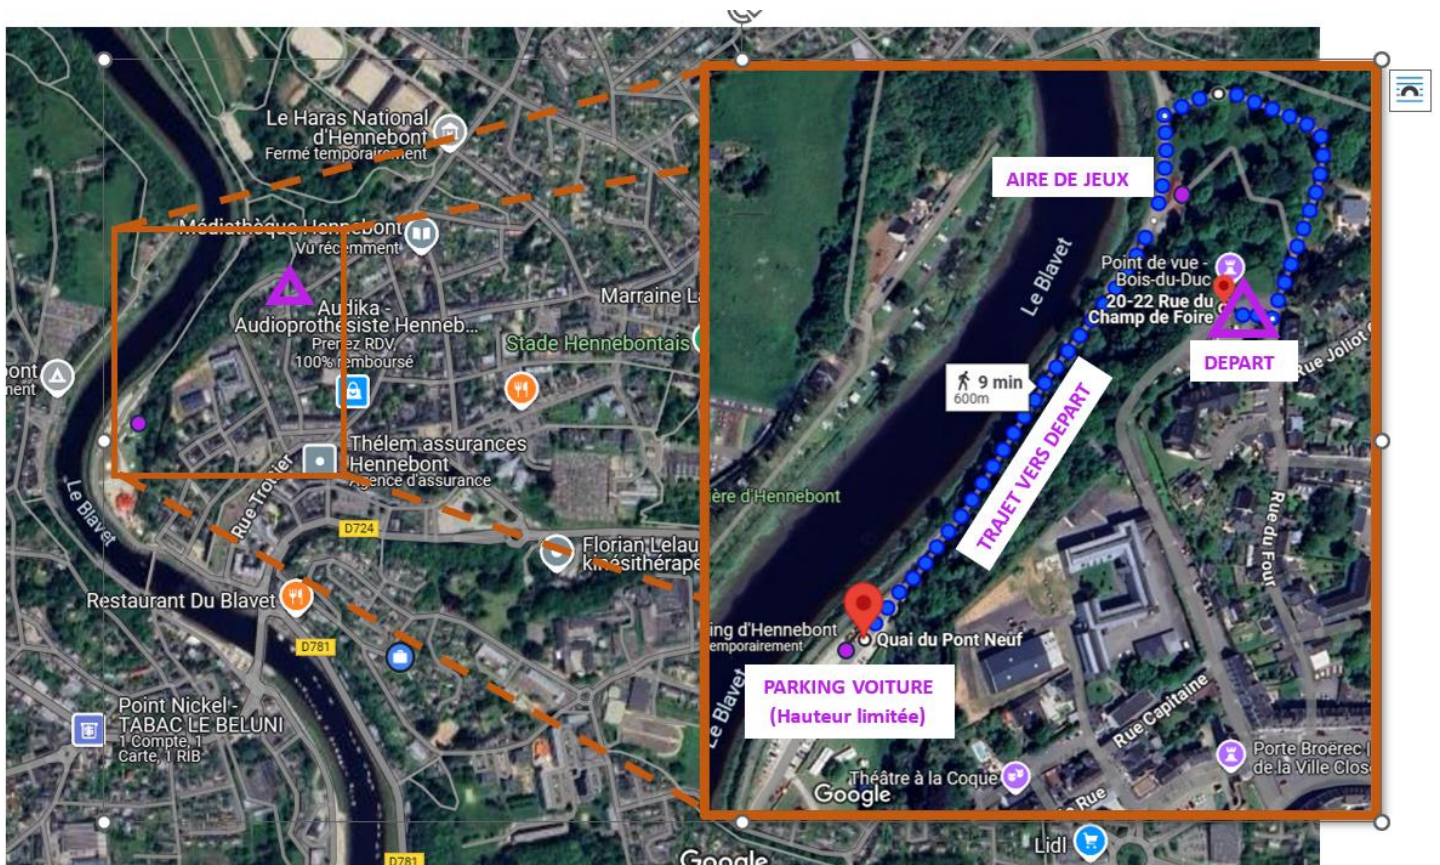 Le Haras National
d'Hennebont
Fermé temporairement
Médiathèque Hennebont
Vu récemment
Marraine L
Audika -
Audioprothésiste Henneb...
Prenez RDV,
100% remboursé
Stade Hennebontais
Thélem assurances
Hennebont
Agence d'assurance
Rue Trottier
Le Blavet
D724
Florian Lelau
kinésithérape
Restaurant Du Blavet
D781
Point Nickel -
TABAC LE BELUNI
1 Compte, 1
Carte, 1 RIB
D781
Google
AIRE DE JEUX
Le Blavet
Point de vue -
Bois-du-Duc
20-22 Rue du
Champ de Foire
DEPART
Rue Joliot
9 min
600m
TRAJET VERS DEPART
ière d'Hennebont
Rue du Four
ing d'Hennebont
emporairement
Quai du Pont Neuf
PARKING VOITURE
(Hauteur limitée)
Le Blavet
Rue Capitaine
Porte Broërec
de la Ville Close
Théâtre à la Coque
Google
Rue
Lidl